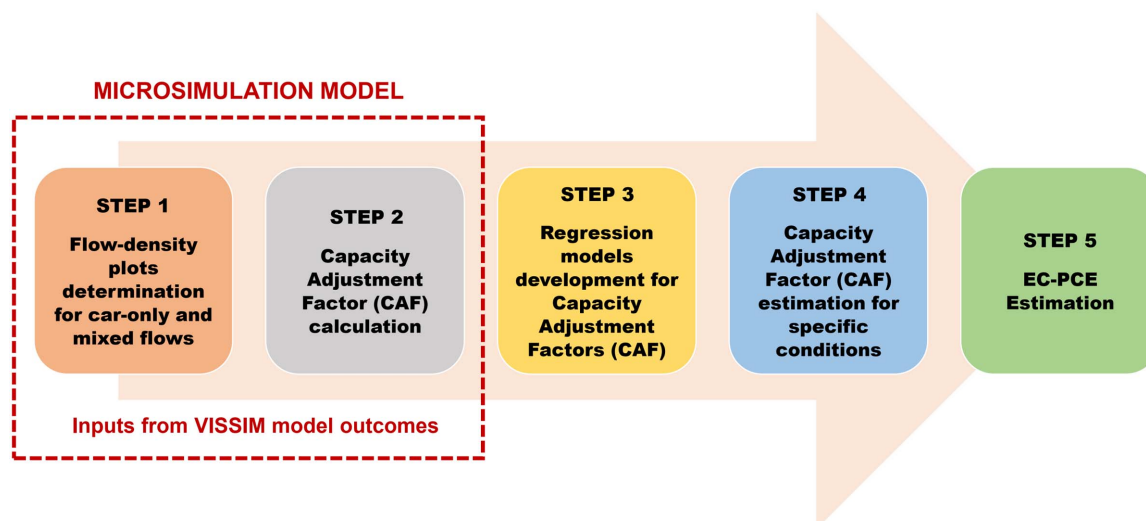 MICROSIMULATION MODEL
STEP 1
Flow-density
plots
determination
for car-only and
mixed flows
STEP 2
Capacity
Adjustment
Factor (CAF)
calculation
STEP 3
Regression
models
development for
Capacity
Adjustment
Factors (CAF)
STEP 4
Capacity
Adjustment
Factor (CAF)
estimation for
specific
conditions
STEP 5
EC-PCE
Estimation
Inputs from VISSIM model outcomes